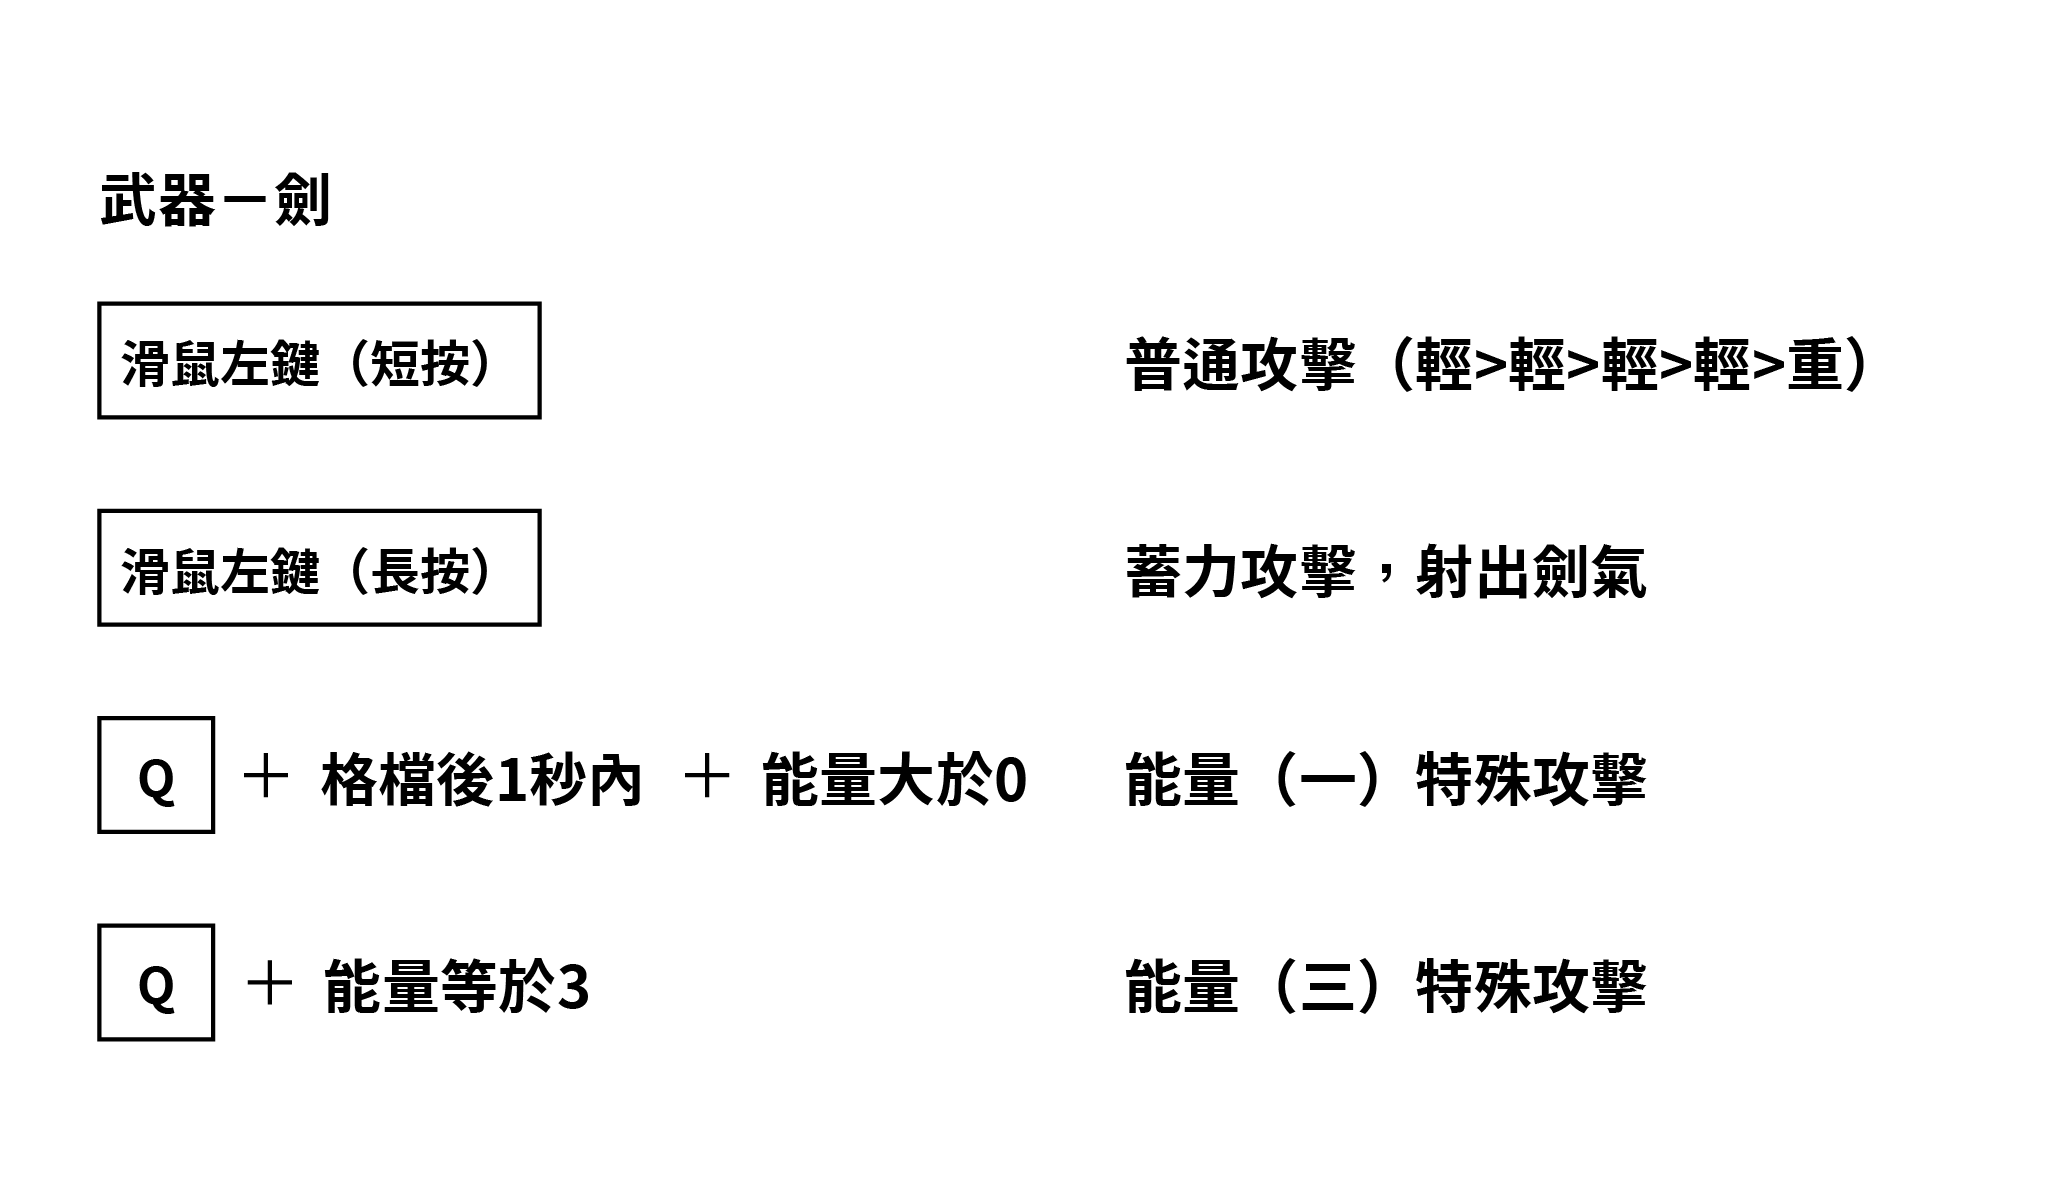 武器－劍
滑鼠左鍵（短按） 普通攻擊（輕>輕>輕>輕>重）
滑鼠左鍵（長按） 蓄力攻擊，射出劍氣
Q ＋ 格檔後1秒內 ＋ 能量大於0 能量（一）特殊攻擊
Q ＋ 能量等於3 能量（三）特殊攻擊